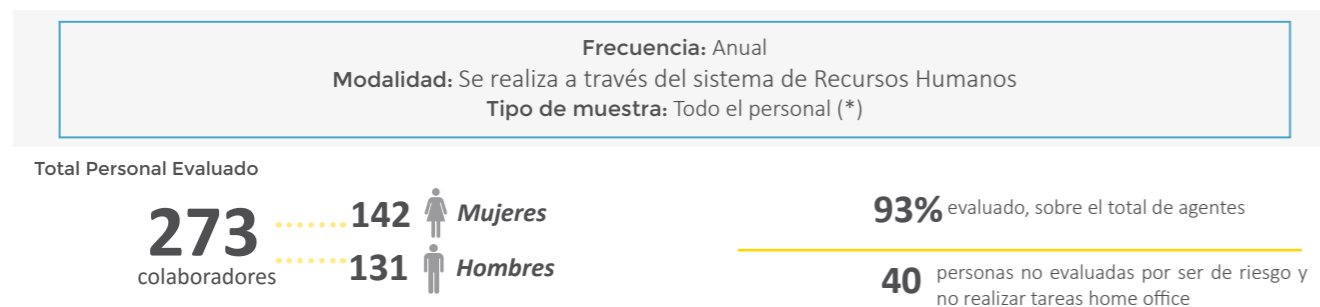 Frecuencia: Anual
Modalidad: Se realiza a través del sistema de Recursos Humanos
Tipo de muestra: Todo el personal (*)
Total Personal Evaluado
273
colaboradores
142 Mujeres
131 Hombres
93% evaluado, sobre el total de agentes
40 personas no evaluadas por ser de riesgo y
no realizar tareas home office